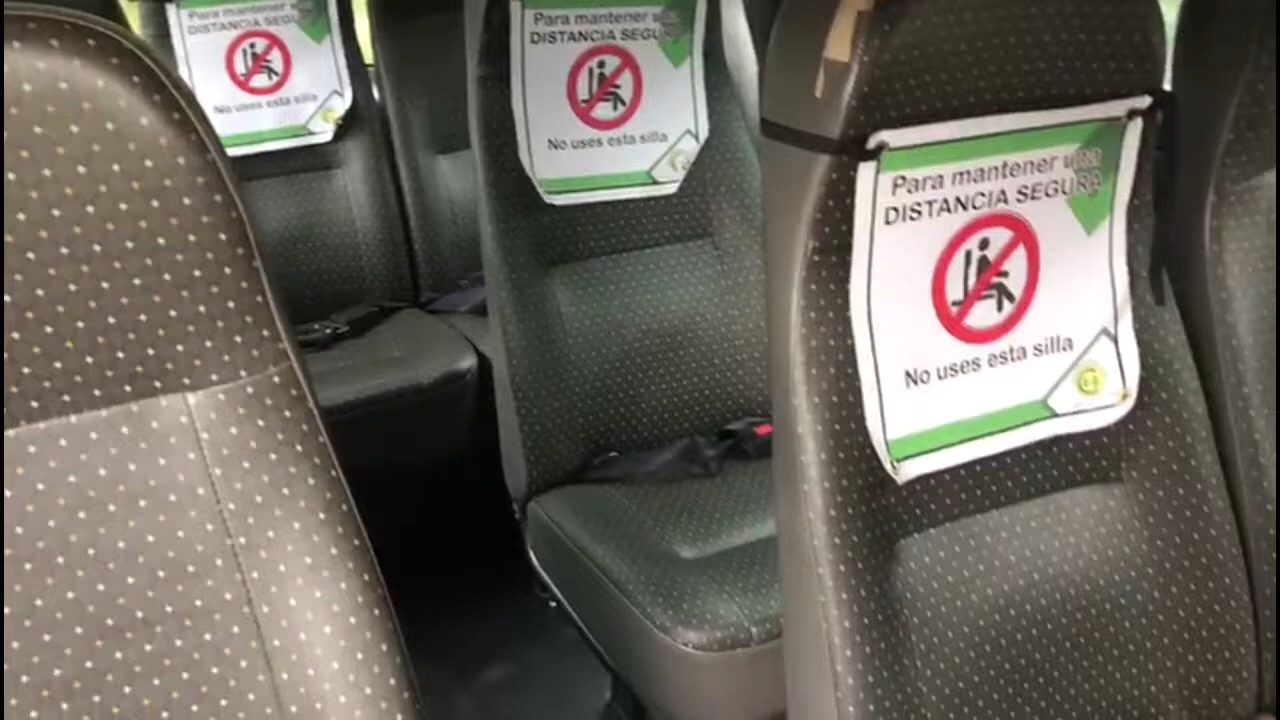 Para mantener una
DISTANCIA SEGURA
No uses esta silla
Para mantener una
DISTANCIA SEGURA
No uses esta silla
Para mantener una
DISTANCIA SEGURA
No uses esta silla